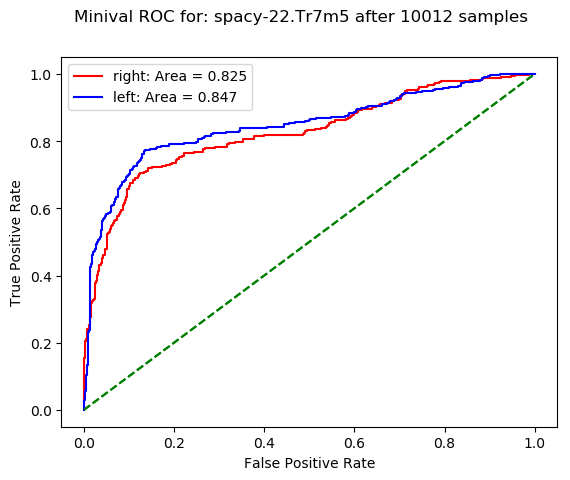 Minival ROC for: spacy-22.Tr7m5 after 10012 samples
right: Area = 0.825
left: Area = 0.847
True Positive Rate
1.0
0.8
0.6
0.4
0.2
0.0
0.0 0.2 0.4 0.6 0.8 1.0
False Positive Rate